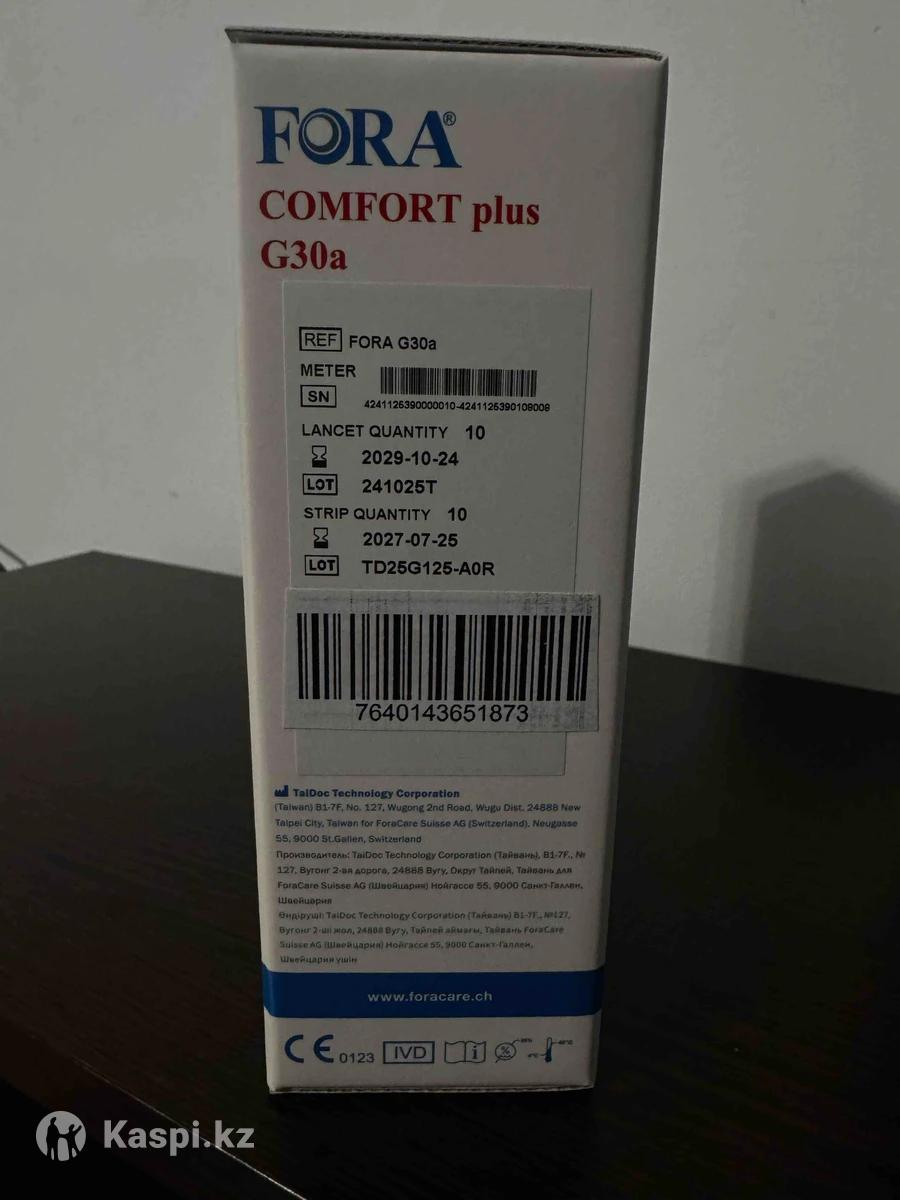 FORA®
COMFORT plus
G30a
REF FORA G30a
METER
SN
4241125390000010-4241125390108008
LANCET QUANTITY 10
2029-10-24
LOT 241025T
STRIP QUANTITY 10
2027-07-25
LOT TD25G125-A0R
7640143651873
TaiDoc Technology Corporation
(Taiwan) B1-7F, No. 127, Wugong 2nd Road, Wugu Dist. 24888 New
Taipei City, Taiwan for ForaCare Suisse AG (Switzerland), Neugasse
55, 9000 St.Gallen, Switzerland
Производитель: TaiDoc Technology Corporation (Тайвань), B1-7F., №
127, Вугонг 2-ая дорога, 24888 Вугу, Округ Тайпей, Тайвань для
ForaCare Suisse AG (Швейцария) Нойгассе 55, 9000 Санкт-Галлен,
Швейцария
Өндіруші: TaiDoc Technology Corporation (Тайвань) B1-7F., №127,
Вугонг 2-ші жол, 24888 Вугу, Тайпей аймағы, Тайвань ForaCare
Suisse AG (Швейцария) Нойгассе 55, 9000 Санкт-Галлен,
Швейцария үшін
www.foracare.ch
CE 0123 IVD i %
Kaspi.kz